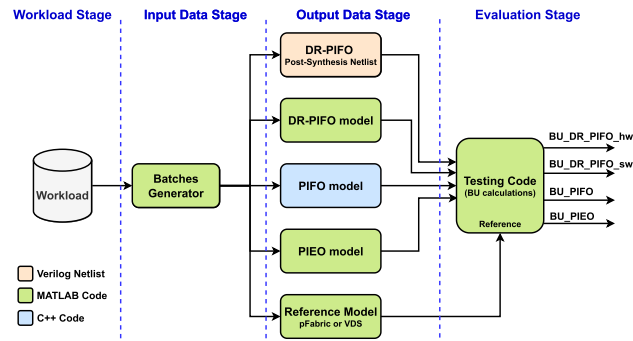 Workload Stage
Input Data Stage
Output Data Stage
Evaluation Stage
DR-PIFO
Post-Synthesis Netlist
DR-PIFO model
PIFO model
PIEO model
Reference Model
pFabric or VDS
Workload
Batches
Generator
Testing Code
(BU calculations)
Reference
BU_DR_PIFO_hw
BU_DR_PIFO_sw
BU_PIFO
BU_PIEO
Verilog Netlist
MATLAB Code
C++ Code